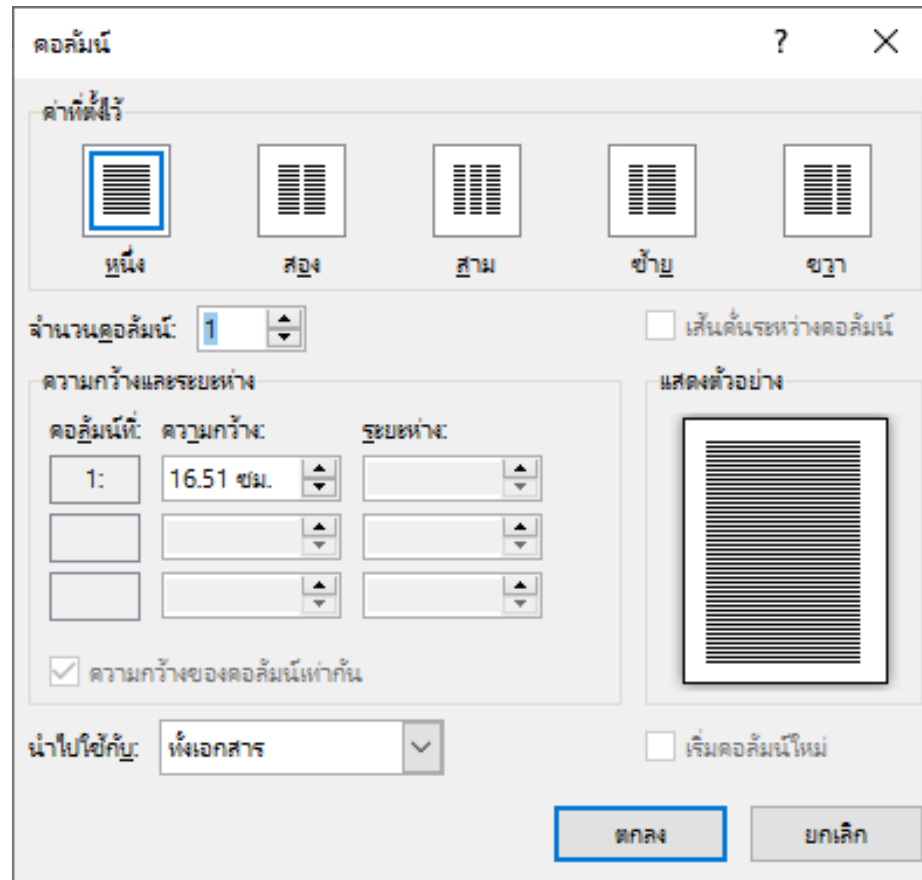 คอลัมน์
ค่าที่ตั้งไว้
หนึ่ง สอง สาม ซ้าย ขวา
จำนวนคอลัมน์: 1 เส้นคั่นระหว่างคอลัมน์
ความกว้างและระยะห่าง แสดงตัวอย่าง
คอลัมน์ที่: ความกว้าง: ระยะห่าง:
1: 16.51 ซม.
ความกว้างของคอลัมน์เท่ากัน
นำไปใช้กับ: ทั้งเอกสาร เริ่มคอลัมน์ใหม่
ตกลง ยกเลิก